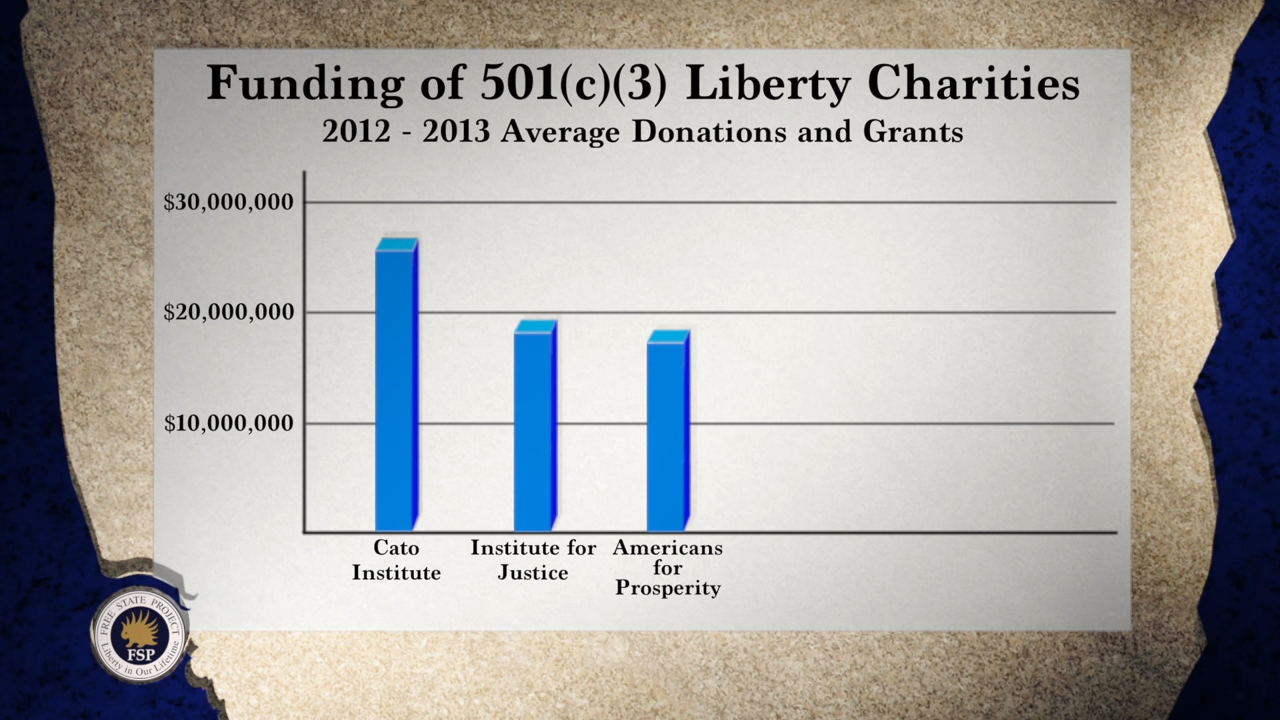 Funding of 501(c)(3) Liberty Charities
2012 - 2013 Average Donations and Grants
$30,000,000
$20,000,000
$10,000,000
Cato
Institute
Institute for
Justice
Americans
for
Prosperity
FREE STATE PROJECT
FSP
Liberty in Our Lifetime